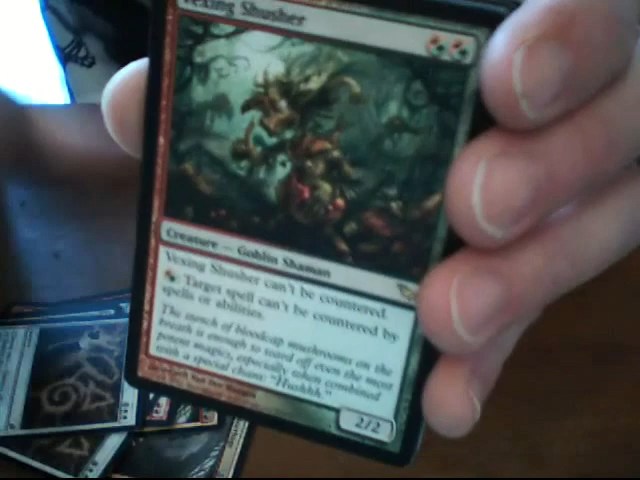 Vexing Shusher
Creature — Goblin Shaman
Vexing Shusher can't be countered.
Target spell can't be countered by
spells or abilities.
The stench of bloodcap mushrooms on the
breath is enough to ward off even the most
potent magics, especially when combined
with a special chant: "Hushhh."
2/2